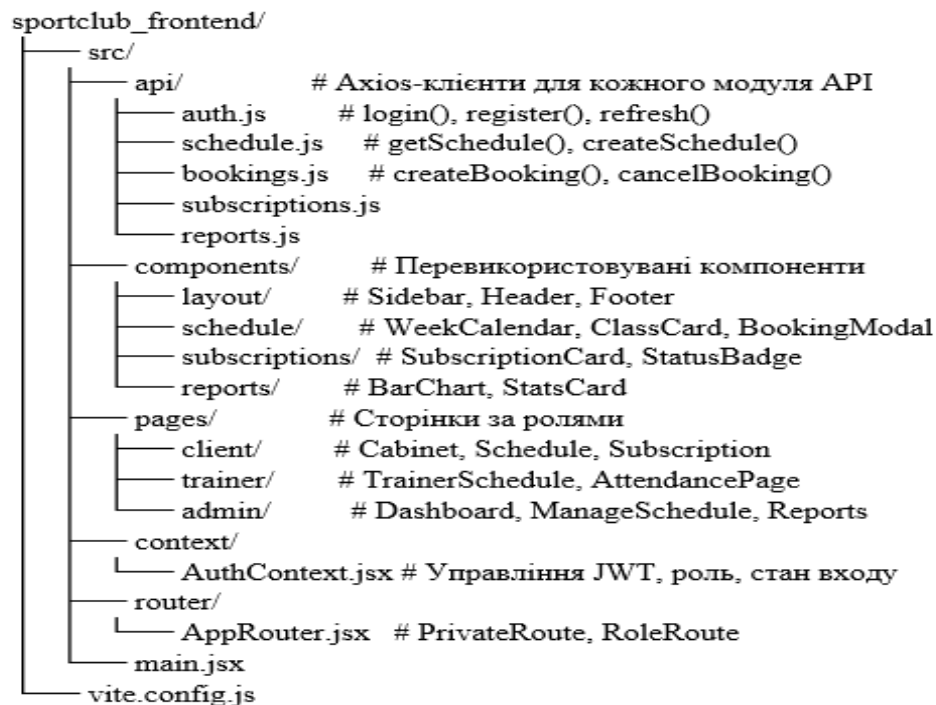 sportclub_frontend/
src/
api/ # Axios-клієнти для кожного модуля API
auth.js # login(), register(), refresh()
schedule.js # getSchedule(), createSchedule()
bookings.js # createBooking(), cancelBooking()
subscriptions.js
reports.js
components/ # Перевикористовувані компоненти
layout/ # Sidebar, Header, Footer
schedule/ # WeekCalendar, ClassCard, BookingModal
subscriptions/ # SubscriptionCard, StatusBadge
reports/ # BarChart, StatsCard
pages/ # Сторінки за ролями
client/ # Cabinet, Schedule, Subscription
trainer/ # TrainerSchedule, AttendancePage
admin/ # Dashboard, ManageSchedule, Reports
context/
AuthContext.jsx # Управління JWT, роль, стан входу
router/
AppRouter.jsx # PrivateRoute, RoleRoute
main.jsx
vite.config.js